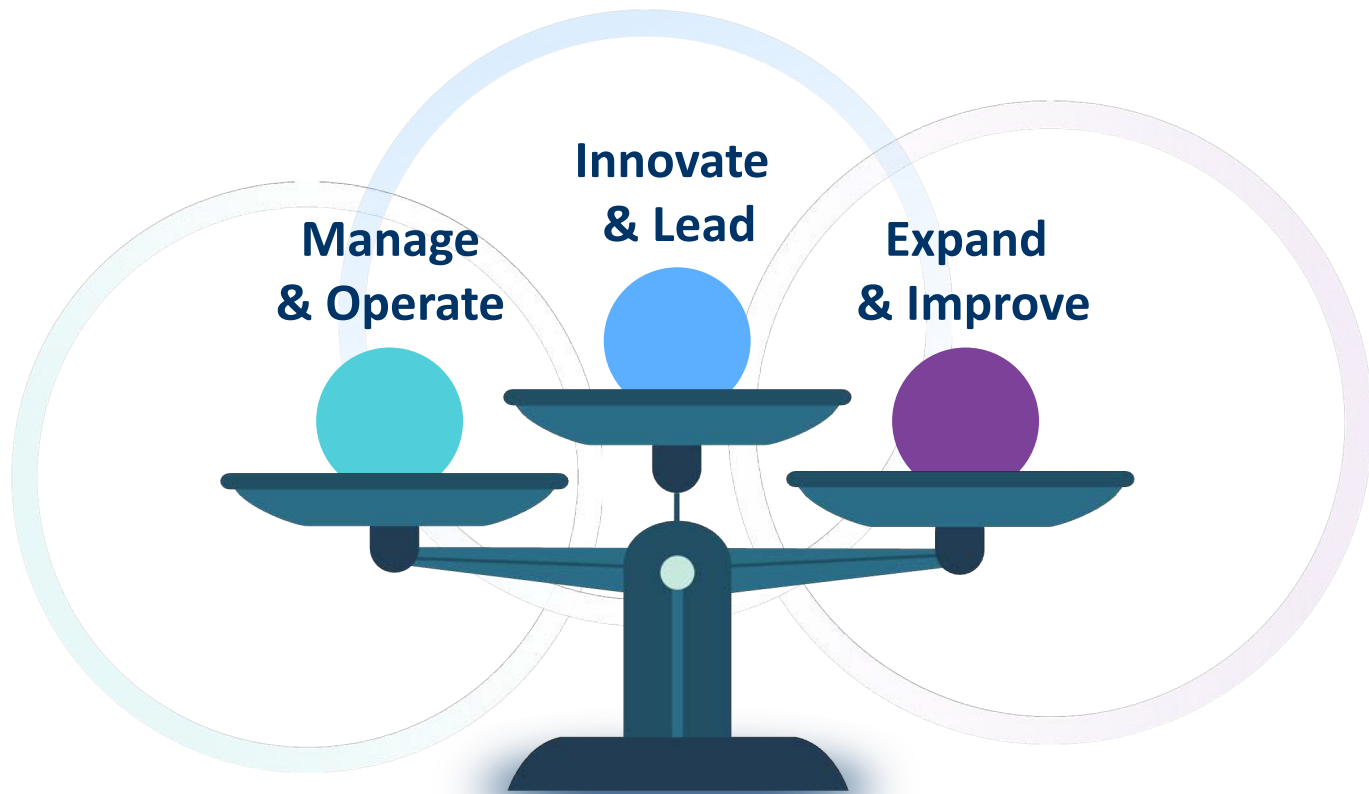 Manage
& Operate
Innovate
& Lead
Expand
& Improve